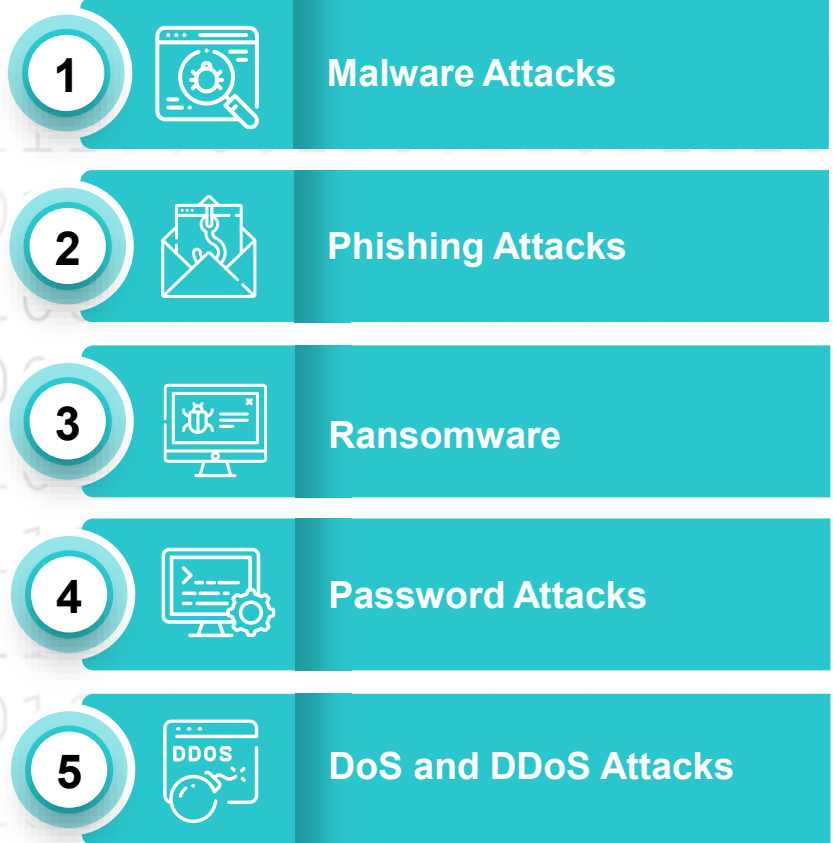 1
Malware Attacks
2
Phishing Attacks
3
Ransomware
4
Password Attacks
5
DDOS
DoS and DDoS Attacks